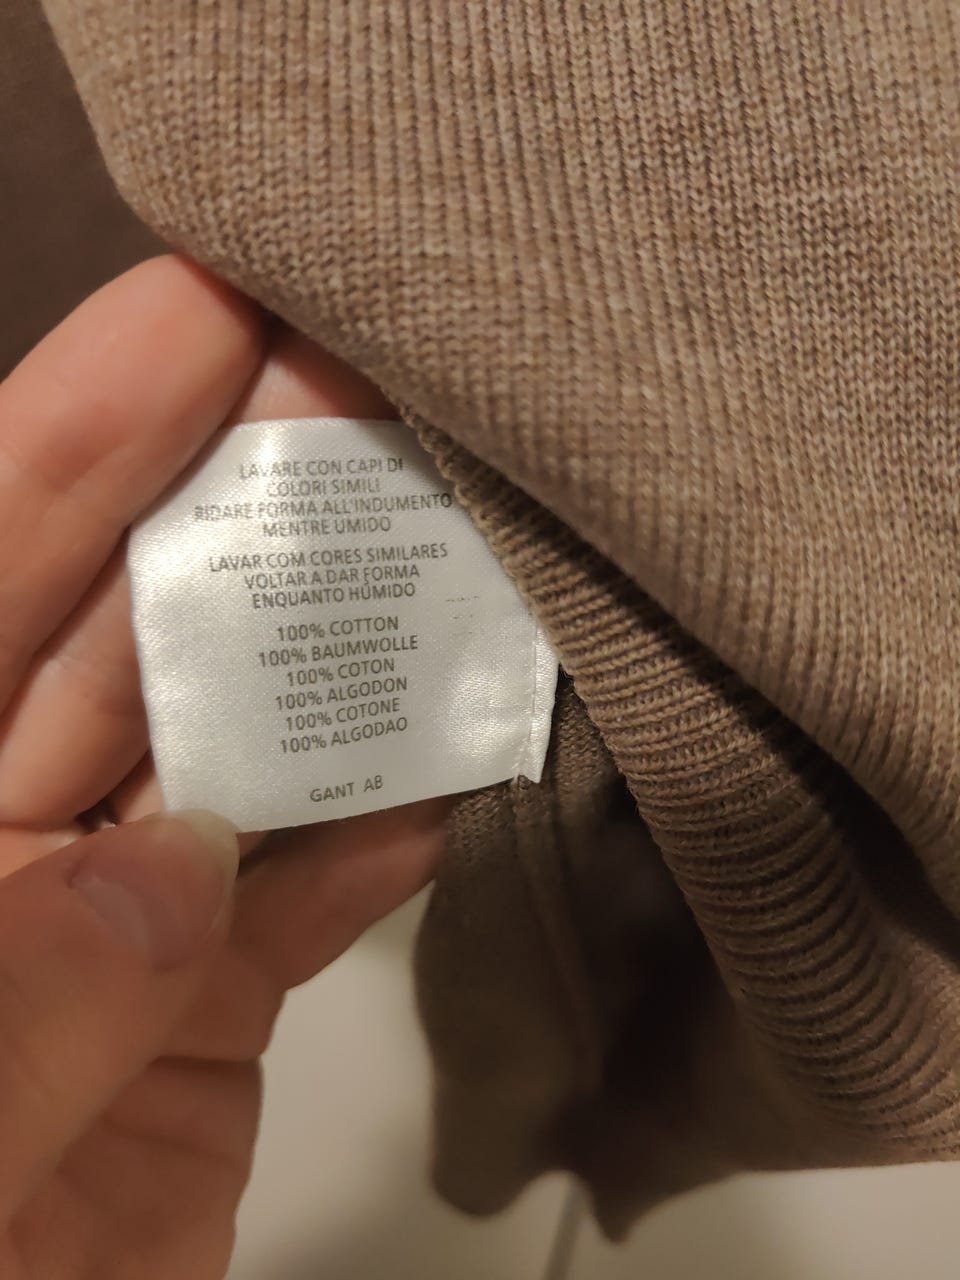 LAVARE CON CAPI DI
COLORI SIMILI
RIDARE FORMA ALL'INDUMENTO
MENTRE UMIDO
LAVAR COM CORES SIMILARES
VOLTAR A DAR FORMA
ENQUANTO HÚMIDO
100% COTTON
100% BAUMWOLLE
100% COTON
100% ALGODON
100% COTONE
100% ALGODAO
GANT AB